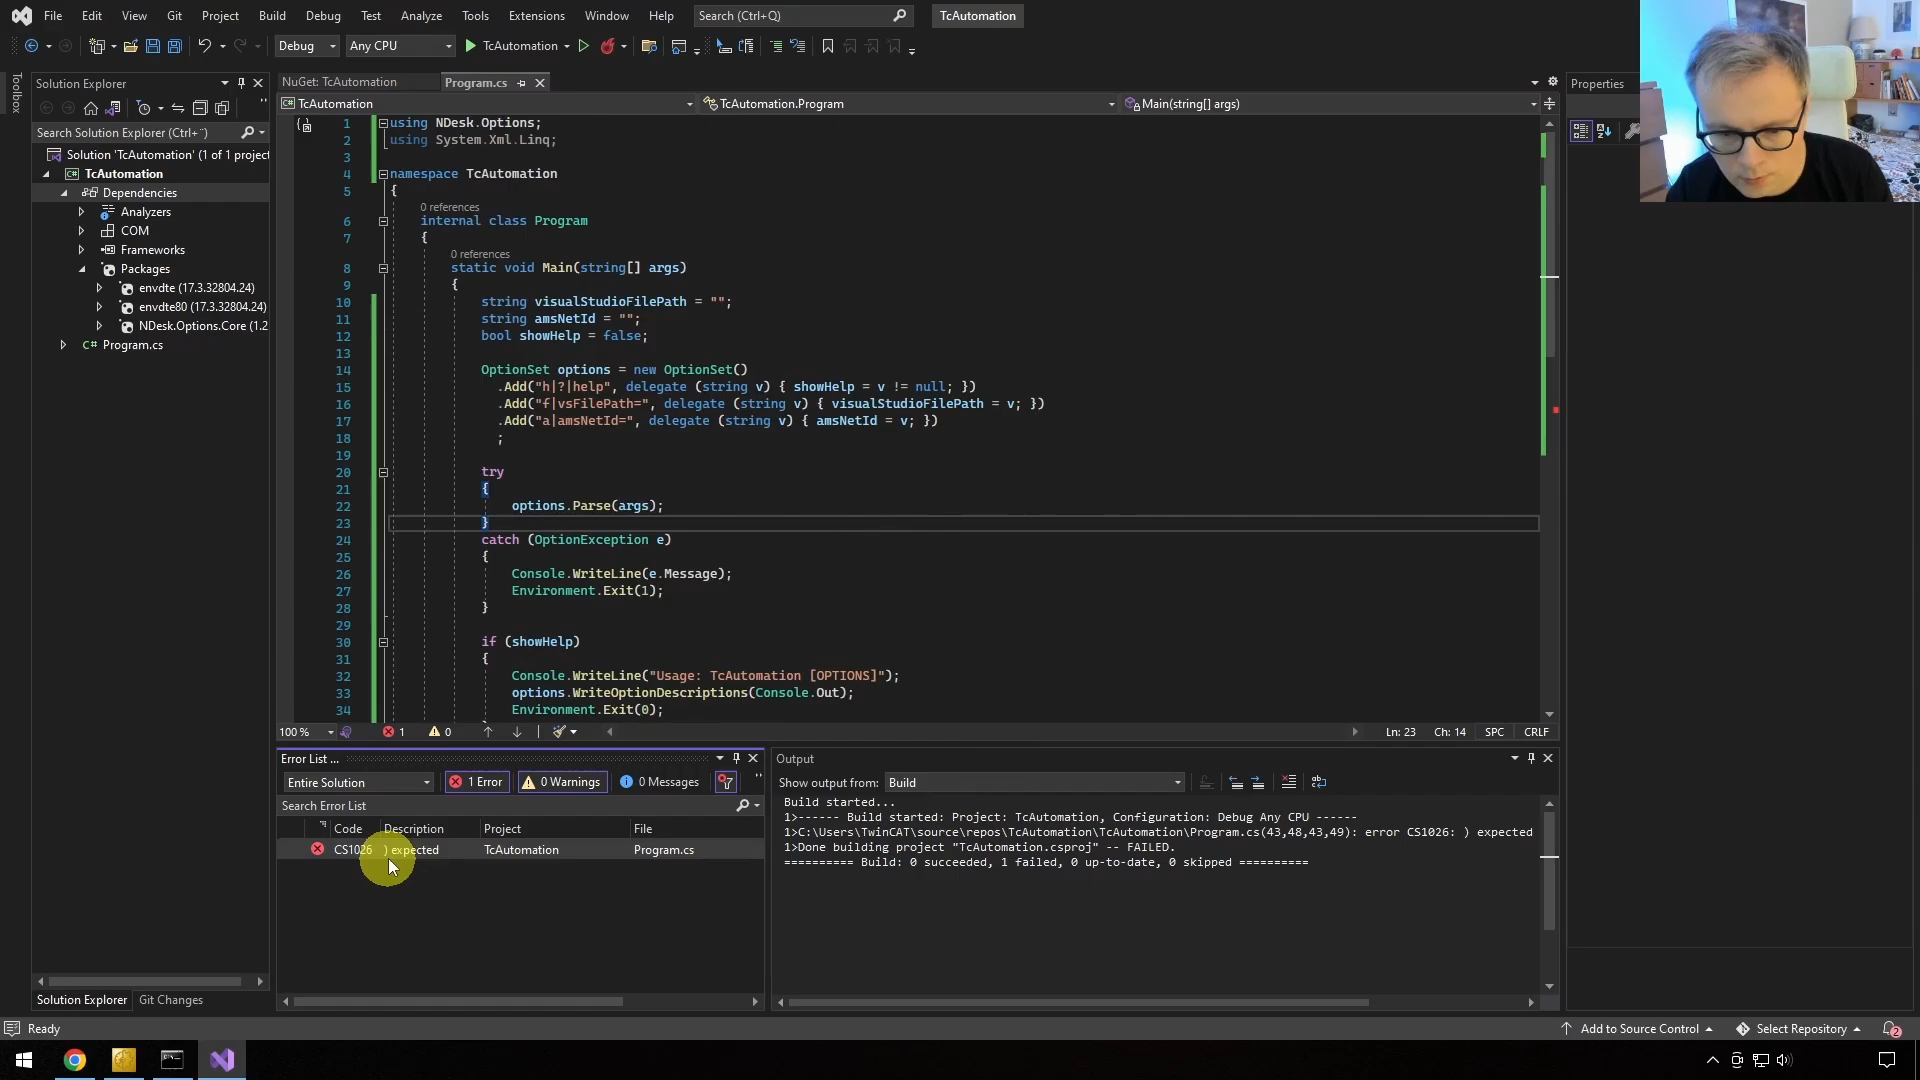 File Edit View Git Project Build Debug Test Analyze Tools Extensions Window Help Search (Ctrl+Q) TcAutomation
Debug Any CPU TcAutomation
Toolbox
Solution Explorer
Search Solution Explorer (Ctrl+¨)
Solution 'TcAutomation' (1 of 1 project
TcAutomation
Dependencies
Analyzers
COM
Frameworks
Packages
envdte (17.3.32804.24)
envdte80 (17.3.32804.24)
NDesk.Options.Core (1.2
C# Program.cs
Solution Explorer Git Changes
NuGet: TcAutomation Program.cs
TcAutomation TcAutomation.Program Main(string[] args)
1 using NDesk.Options;
2 using System.Xml.Linq;
3
4 namespace TcAutomation
5 {
0 references
6 internal class Program
7 {
0 references
8 static void Main(string[] args)
9 {
10 string visualStudioFilePath = "";
11 string amsNetId = "";
12 bool showHelp = false;
13
14 OptionSet options = new OptionSet()
15 .Add("h|?|help", delegate (string v) { showHelp = v != null; })
16 .Add("f|vsFilePath=", delegate (string v) { visualStudioFilePath = v; })
17 .Add("a|amsNetId=", delegate (string v) { amsNetId = v; })
18 ;
19
20 try
21 {
22 options.Parse(args);
23 }
24 catch (OptionException e)
25 {
26 Console.WriteLine(e.Message);
27 Environment.Exit(1);
28 }
29
30 if (showHelp)
31 {
32 Console.WriteLine("Usage: TcAutomation [OPTIONS]");
33 options.WriteOptionDescriptions(Console.Out);
34 Environment.Exit(0);
100 % 1 0 Ln: 23 Ch: 14 SPC CRLF
Error List ...
Entire Solution 1 Error 0 Warnings 0 Messages
Search Error List
Code Description Project File
CS1026 ) expected TcAutomation Program.cs
Output
Show output from: Build
Build started...
1>------ Build started: Project: TcAutomation, Configuration: Debug Any CPU ------
1>C:\Users\TwinCAT\source\repos\TcAutomation\TcAutomation\Program.cs(43,48,43,49): error CS1026: ) expected
1>Done building project "TcAutomation.csproj" -- FAILED.
========== Build: 0 succeeded, 1 failed, 0 up-to-date, 0 skipped ==========
Properties
Ready Add to Source Control Select Repository 2